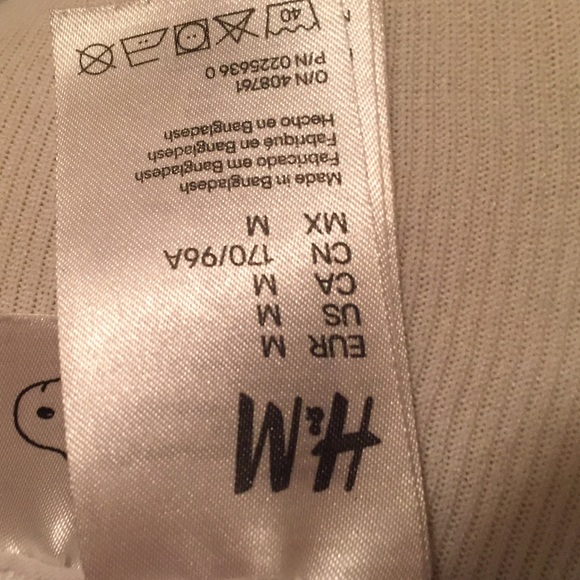 H&M
EUR M
US M
CA M
CN 170/96A
MX M
Made in Bangladesh
Fabricado em Bangladesh
Fabriqué en Bangladesh
Hecho en Bangladesh
O/N 408761
P/N 0225636 0
40